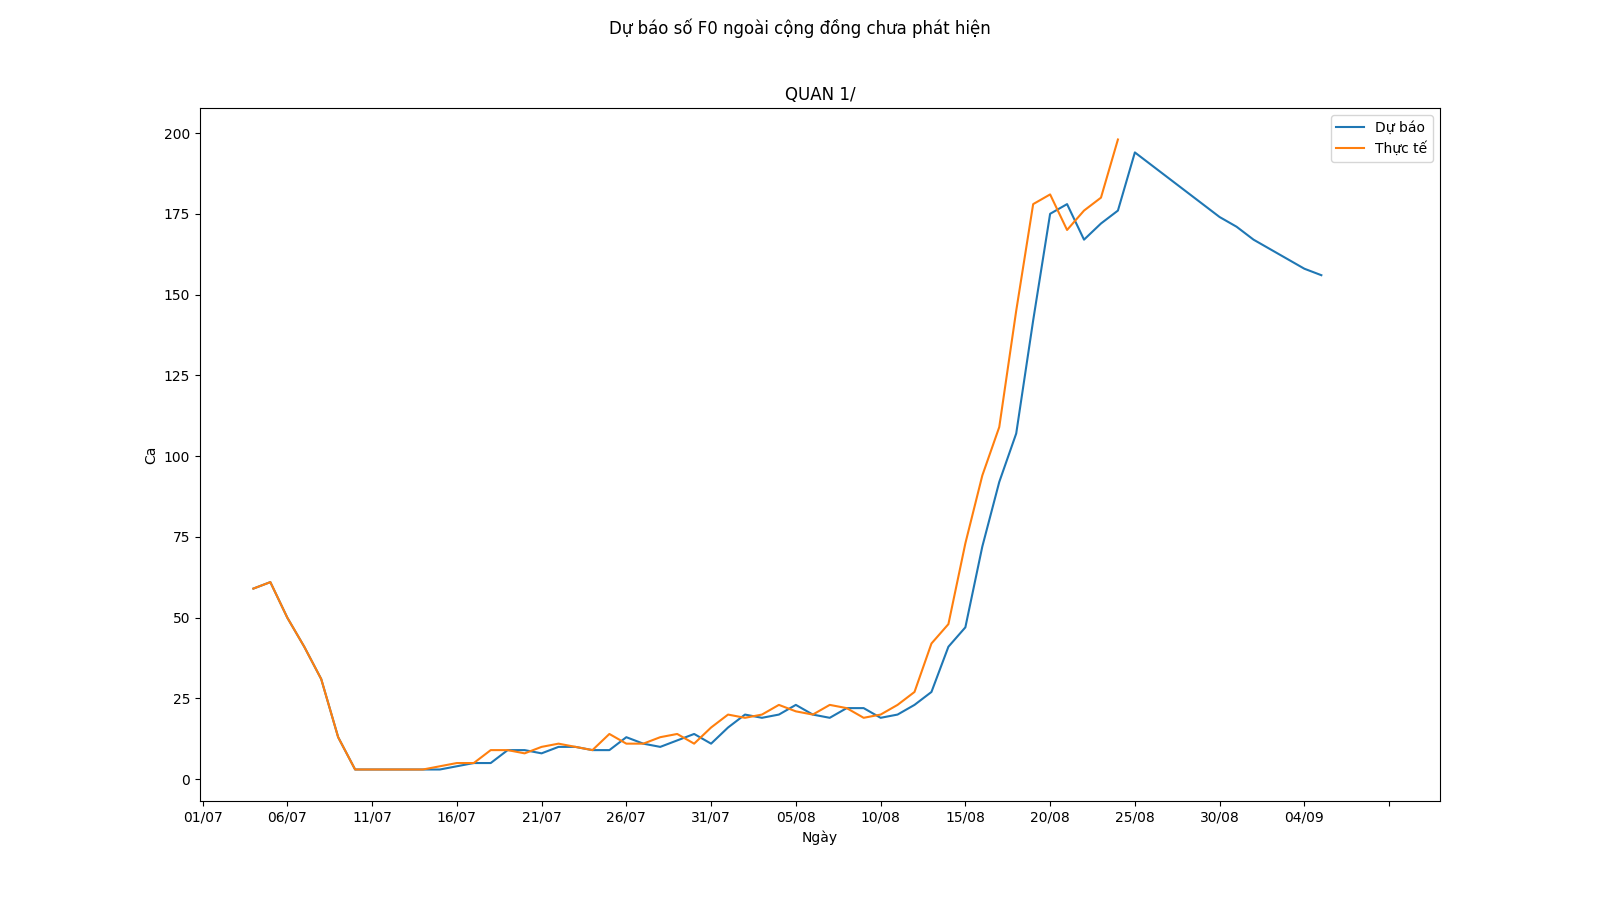 Dự báo số F0 ngoài cộng đồng chưa phát hiện
QUAN 1/
Dự báo
Thực tế
200
175
150
125
100
75
50
25
0
Ca
01/07 06/07 11/07 16/07 21/07 26/07 31/07 05/08 10/08 15/08 20/08 25/08 30/08 04/09
Ngày